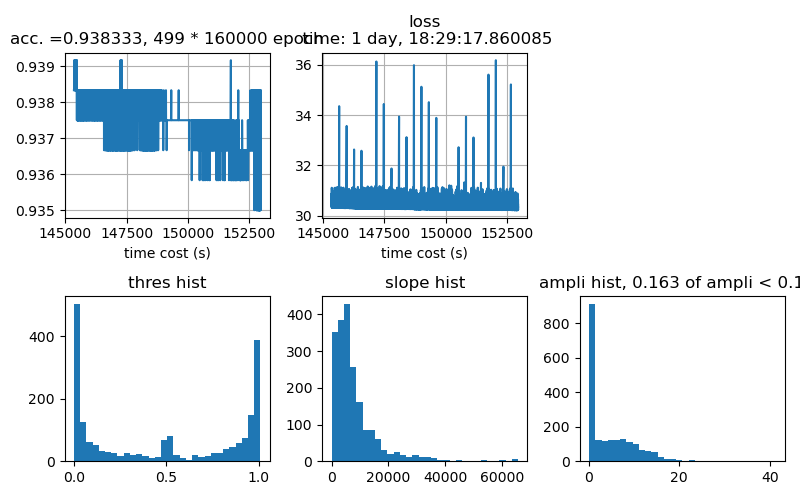 loss
acc. =0.938333, 499 * 160000 epoch
time: 1 day, 18:29:17.860085
0.939
0.938
0.937
0.936
0.935
145000 147500 150000 152500
time cost (s)
36
34
32
30
145000 147500 150000 152500
time cost (s)
thres hist
400
200
0
0.0 0.5 1.0
slope hist
400
300
200
100
0
0 20000 40000 60000
ampli hist, 0.163 of ampli < 0.1
800
600
400
200
0
0 20 40